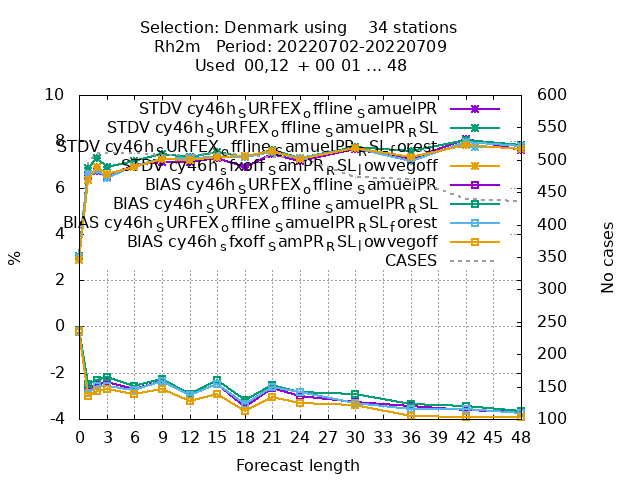 Selection: Denmark using 34 stations
Rh2m Period: 20220702-20220709
Used 00,12 + 00 01 ... 48
10 600
STDV cy46h_SURFEX_offline_SamuelPR
550
STDV cy46h_SURFEX_offline_SamuelPR_RSL
8 STDV cy46h_SURFEX_offline_SamuelPR_RSL_forest
500
STDV cy46h_sfxoff_SamPR_RSL_lowvegoff
6 BIAS cy46h_SURFEX_offline_SamuelPR 450
BIAS cy46h_SURFEX_offline_SamuelPR_RSL
400
BIAS cy46h_SURFEX_offline_SamuelPR_RSL_forest
4 BIAS cy46h_sfxoff_SamPR_RSL_lowvegoff
350
CASES
% No cases
2 300
0 250
200
-2 150
-4 100
0 3 6 9 12 15 18 21 24 27 30 33 36 39 42 45 48
Forecast length